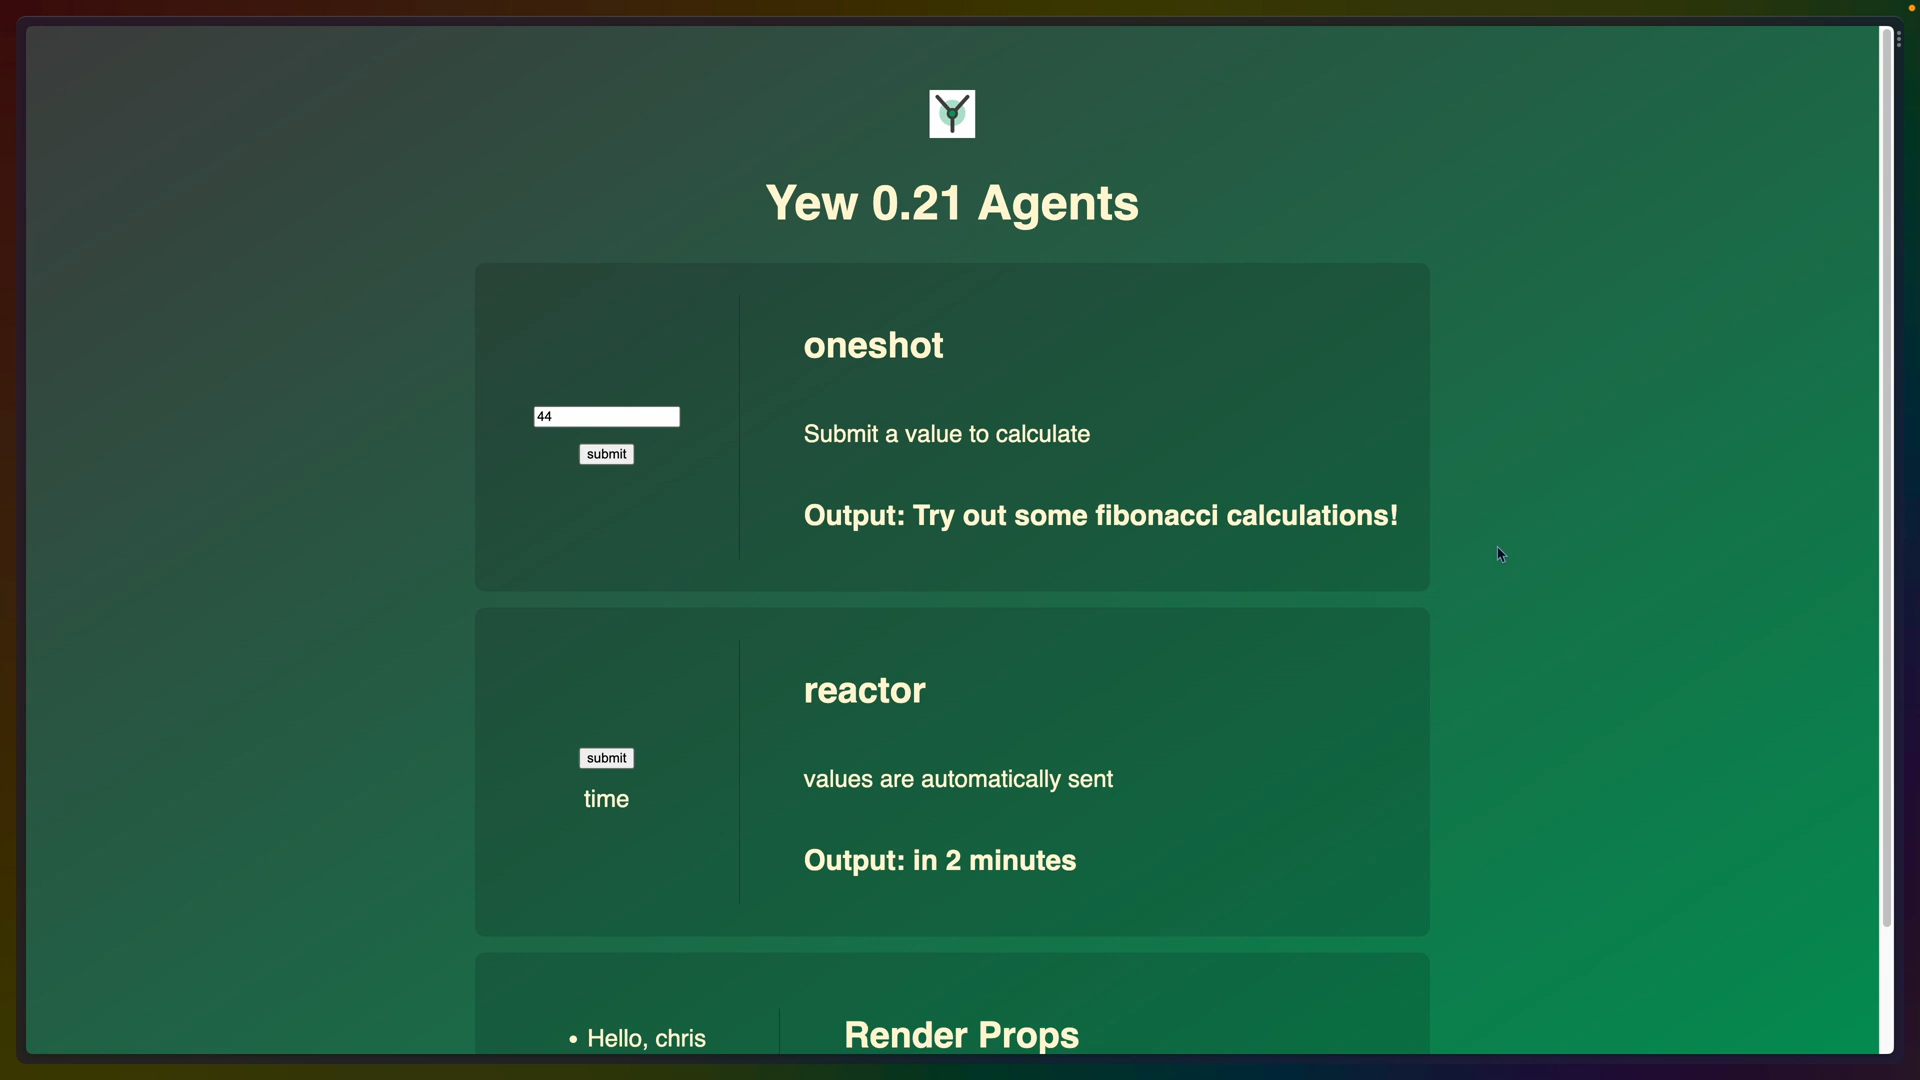 Yew 0.21 Agents
44
submit
oneshot
Submit a value to calculate
Output: Try out some fibonacci calculations!
submit
time
reactor
values are automatically sent
Output: in 2 minutes
• Hello, chris
Render Props